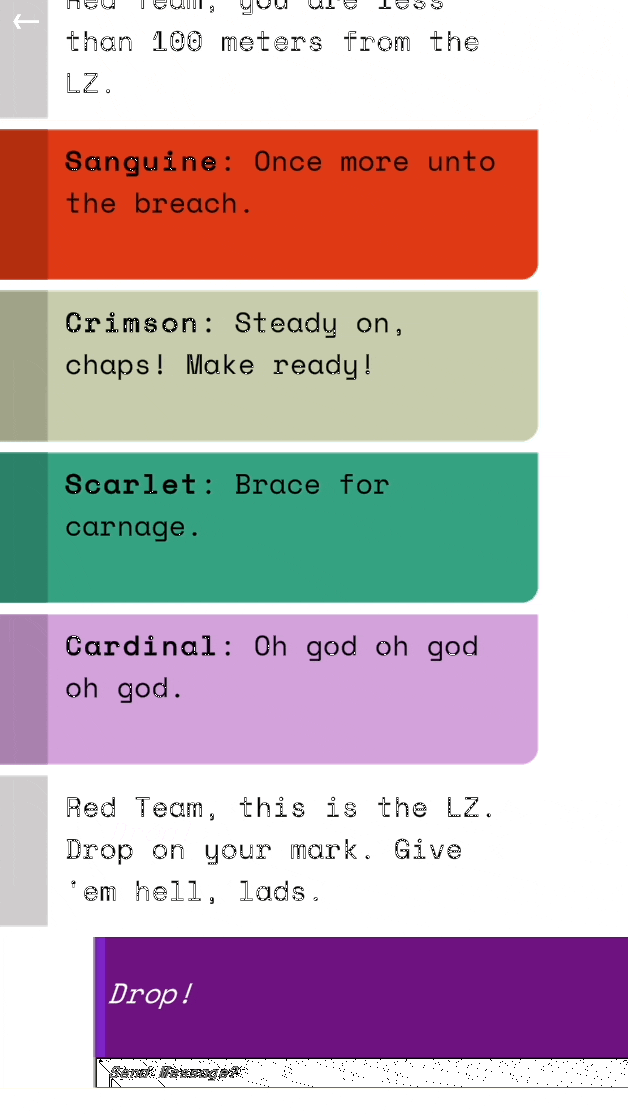 Red Team, you are less
than 100 meters from the
LZ.
Sanguine: Once more unto
the breach.
Crimson: Steady on,
chaps! Make ready!
Scarlet: Brace for
carnage.
Cardinal: Oh god oh god
oh god.
Red Team, this is the LZ.
Drop on your mark. Give
'em hell, lads.
Drop!
Send Message?